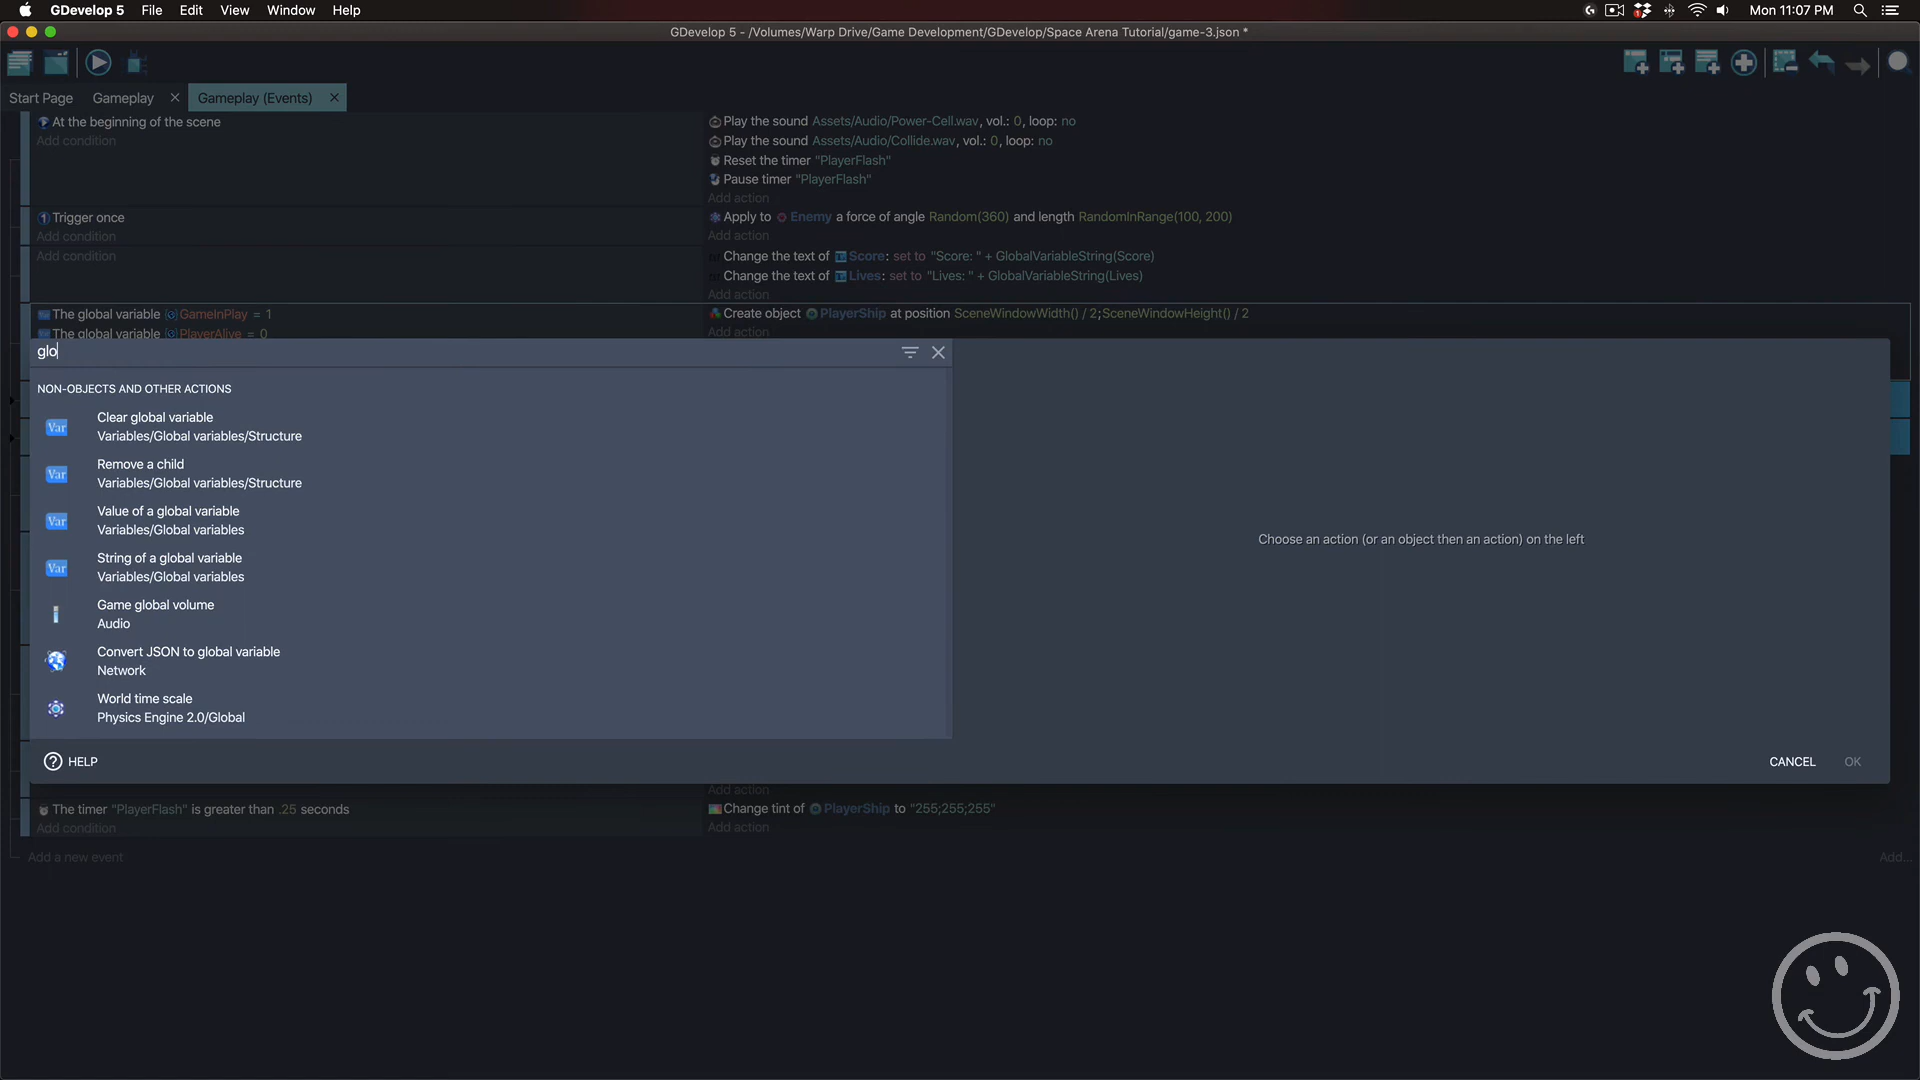 GDevelop 5 File Edit View Window Help Mon 11:07 PM
GDevelop 5 - /Volumes/Warp Drive/Game Development/GDevelop/Space Arena Tutorial/game-3.json *
Start Page Gameplay Gameplay (Events)
At the beginning of the scene
Add condition
Play the sound Assets/Audio/Power-Cell.wav, vol.: 0, loop: no
Play the sound Assets/Audio/Collide.wav, vol.: 0, loop: no
Reset the timer "PlayerFlash"
Pause timer "PlayerFlash"
Add action
Trigger once
Add condition
Apply to Enemy a force of angle Random(360) and length RandomInRange(100, 200)
Add action
Add condition
Change the text of Score: set to "Score: " + GlobalVariableString(Score)
Change the text of Lives: set to "Lives: " + GlobalVariableString(Lives)
Add action
The global variable GameInPlay = 1
The global variable PlayerAlive = 0
Create object PlayerShip at position SceneWindowWidth() / 2;SceneWindowHeight() / 2
Add action
glo
NON-OBJECTS AND OTHER ACTIONS
Var
Clear global variable
Variables/Global variables/Structure
Var
Remove a child
Variables/Global variables/Structure
Var
Value of a global variable
Variables/Global variables
Var
String of a global variable
Variables/Global variables
Game global volume
Audio
Convert JSON to global variable
Network
World time scale
Physics Engine 2.0/Global
Choose an action (or an object then an action) on the left
? HELP
CANCEL OK
Add action
The timer "PlayerFlash" is greater than .25 seconds
Add condition
Change tint of PlayerShip to "255;255;255"
Add action
Add a new event
Add...